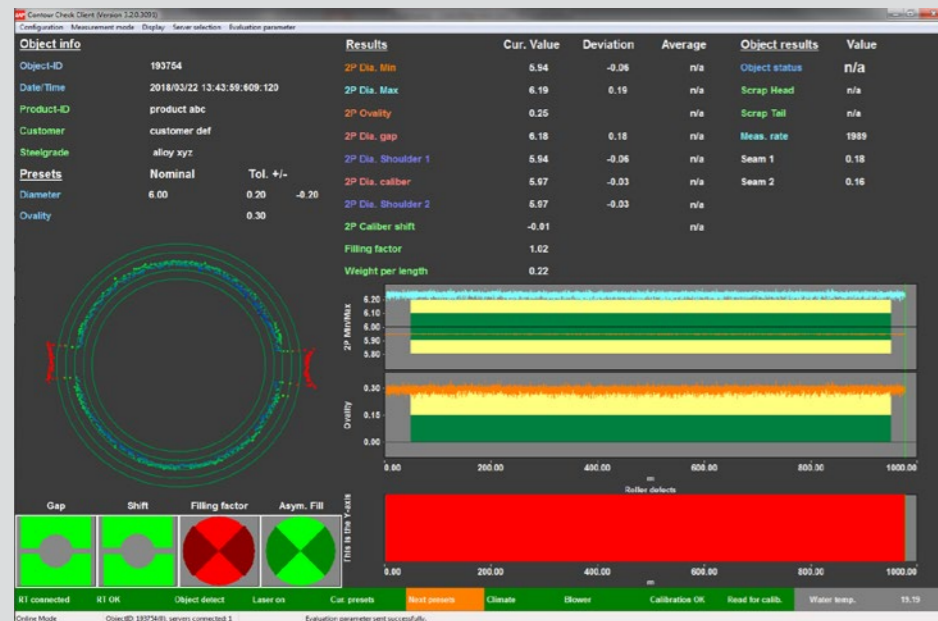 Contour Check Client (Version 3.2.0.3091)
Configuration Measurement mode Display Server selection Evaluation parameter
Object info
Object-ID 193754
Date/Time 2018/03/22 13:43:59:609:120
Product-ID product abc
Customer customer def
Steelgrade alloy xyz
Presets Nominal Tol. +/-
Diameter 6.00 0.20 -0.20
Ovality 0.30
Results Cur. Value Deviation Average
2P Dia. Min 5.94 -0.06 n/a
2P Dia. Max 6.19 0.19 n/a
2P Ovality 0.25 n/a
2P Dia. gap 6.18 0.18 n/a
2P Dia. Shoulder 1 5.94 -0.06 n/a
2P Dia. caliber 5.97 -0.03 n/a
2P Dia. Shoulder 2 5.97 -0.03 n/a
2P Caliber shift -0.01 n/a
Filling factor 1.02
Weight per length 0.22
Object results Value
Object status n/a
Scrap Head n/a
Scrap Tail n/a
Meas. rate 1989
Seam 1 0.18
Seam 2 0.16
2P Min/Max
6.20
6.10
6.00
5.90
5.80
Ovality
0.30
0.15
0.00
0.00 200.00 400.00 600.00 800.00 1000.00
m
Roller defects
This is the Y-axis
0.00 200.00 400.00 600.00 800.00 1000.00
m
Gap Shift Filling factor Asym. Fill
RT connected RT OK Object detect Laser on Cur. presets Next presets Climate Blower Calibration OK Read for calib. Water temp. 19.19
Online Mode ObjectID: 193754(8), servers connected: 1 Evaluation parameter sent successfully.